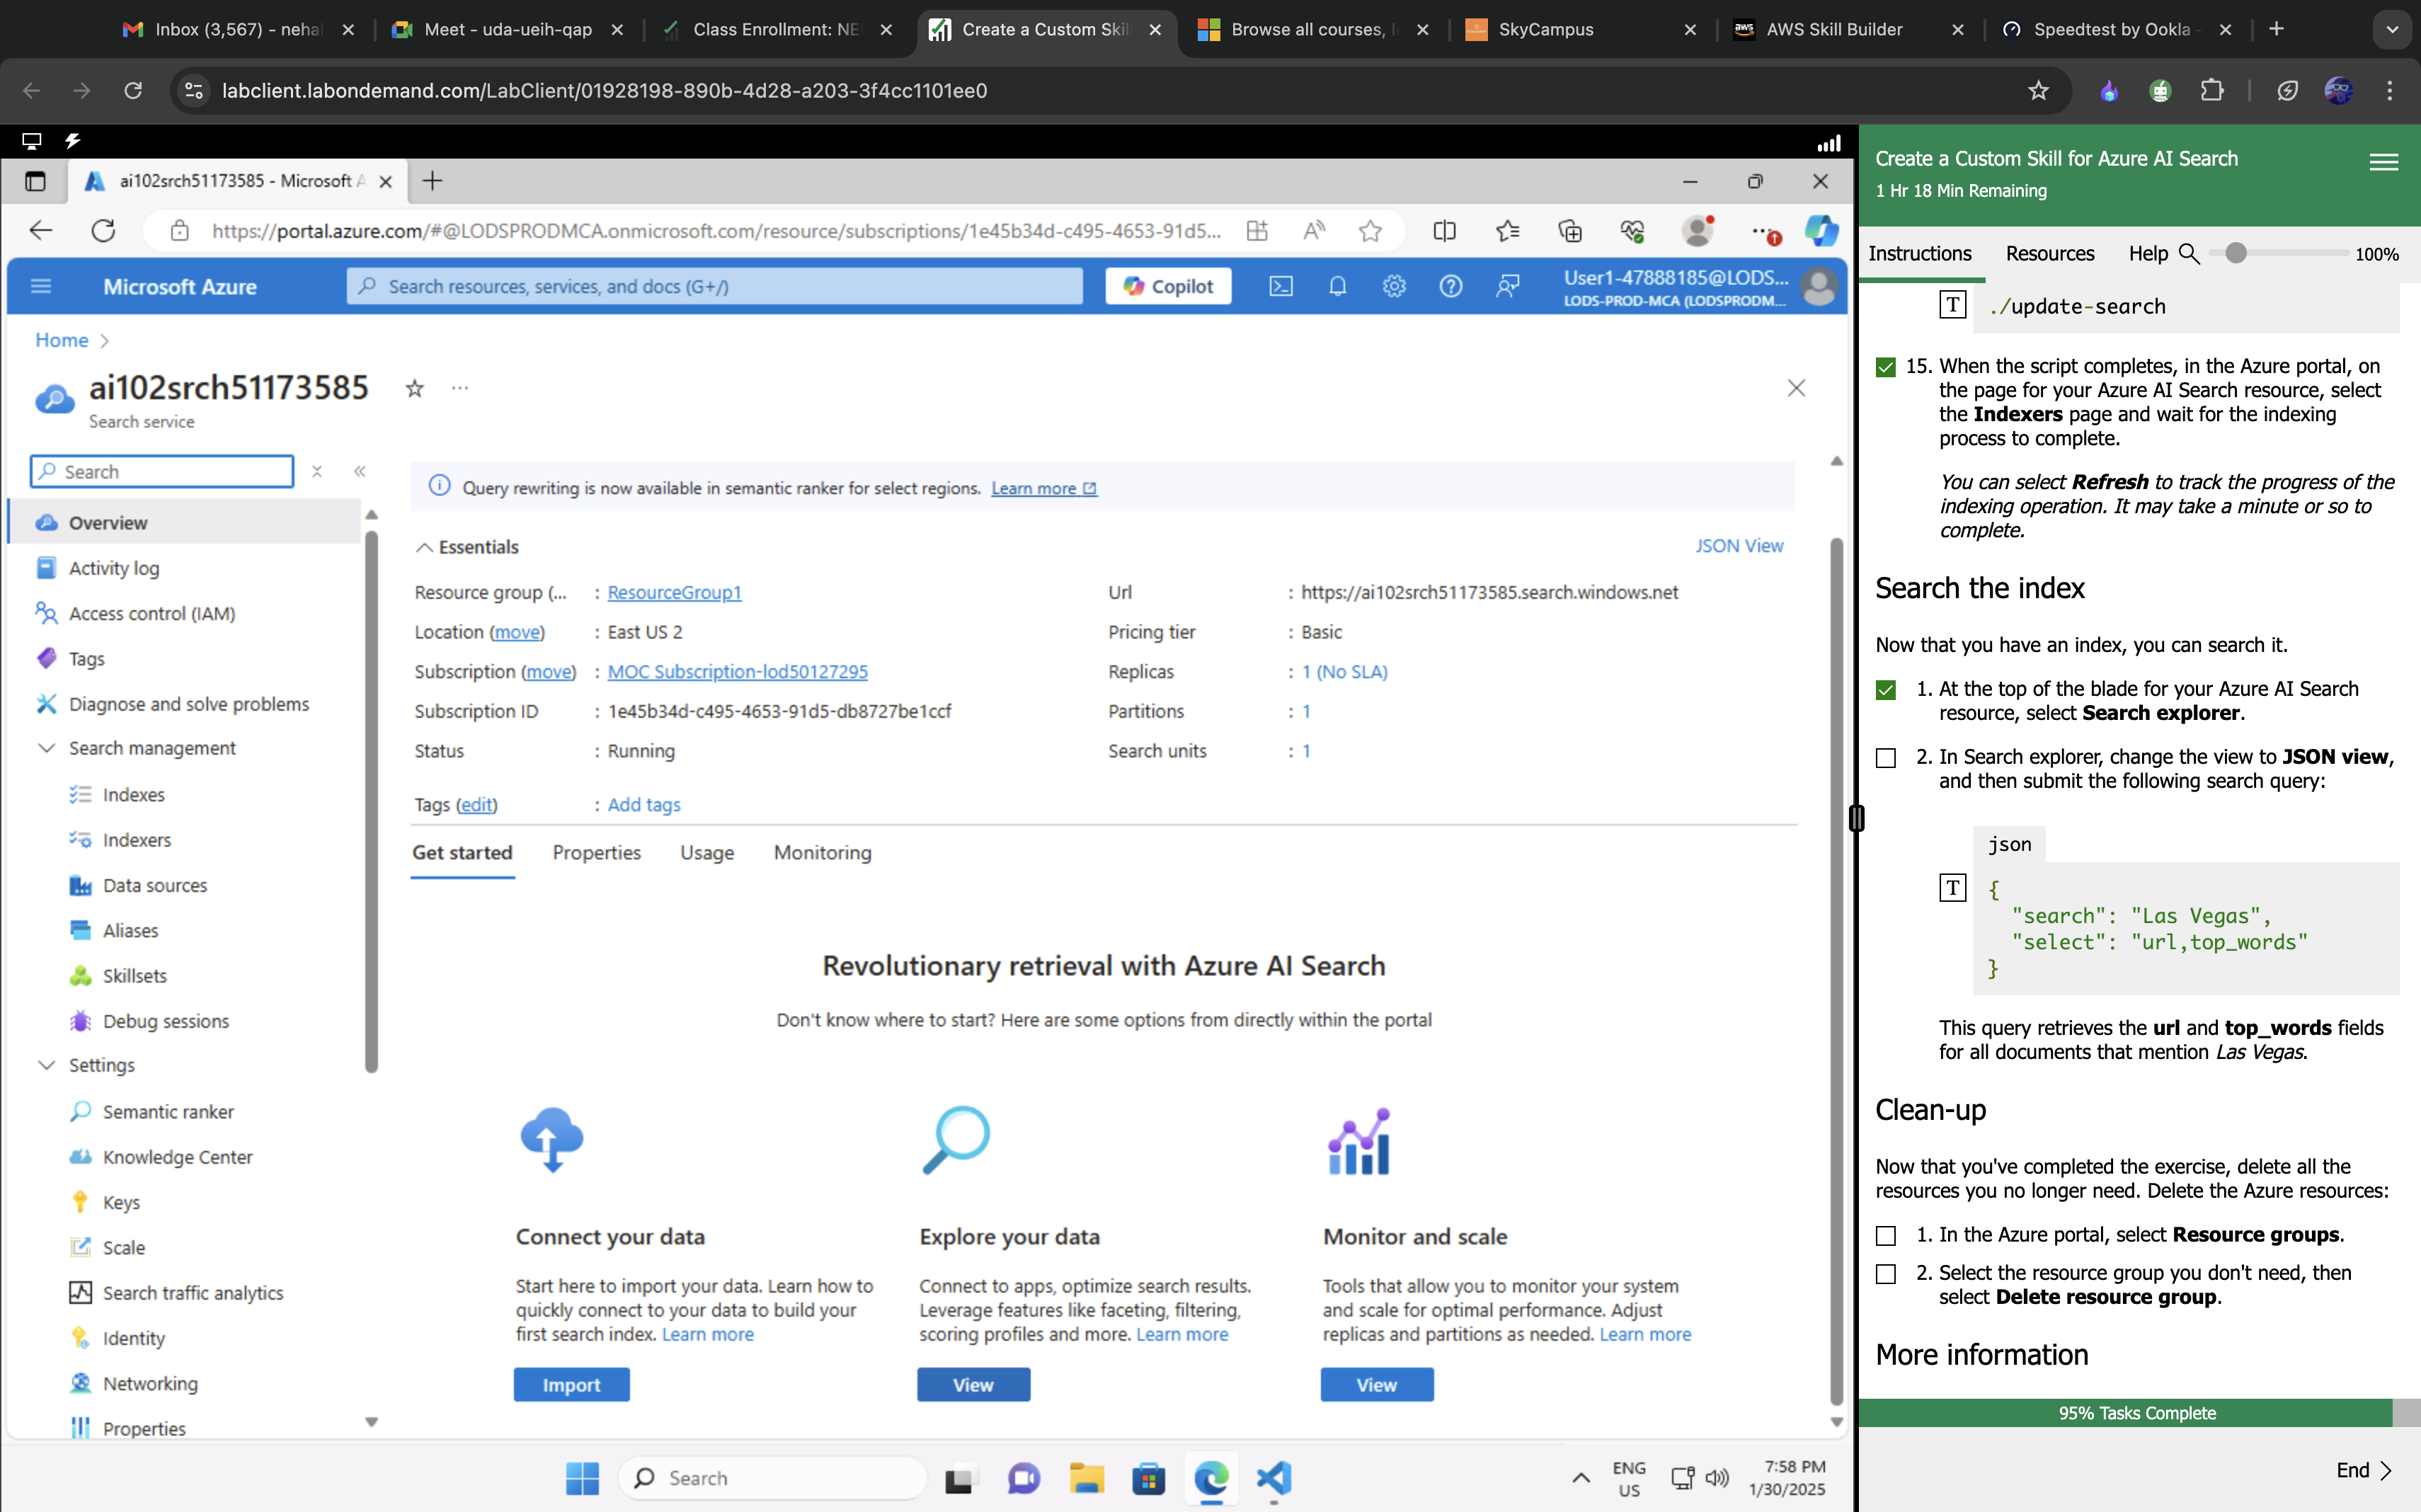 Inbox (3,567) - neha
Meet - uda-ueih-qap
Class Enrollment: NE
Create a Custom Skil
Browse all courses, l
SkyCampus
AWS Skill Builder
Speedtest by Ookla -
labclient.labondemand.com/LabClient/01928198-890b-4d28-a203-3f4cc1101ee0
ai102srch51173585 - Microsoft A
https://portal.azure.com/#@LODSPRODMCA.onmicrosoft.com/resource/subscriptions/1e45b34d-c495-4653-91d5...
Microsoft Azure
Search resources, services, and docs (G+/)
Copilot
User1-47888185@LODS...
LODS-PROD-MCA (LODSPRODM...
Home >
ai102srch51173585
Search service
Search
Overview
Activity log
Access control (IAM)
Tags
Diagnose and solve problems
Search management
Indexes
Indexers
Data sources
Aliases
Skillsets
Debug sessions
Settings
Semantic ranker
Knowledge Center
Keys
Scale
Search traffic analytics
Identity
Networking
Properties
Query rewriting is now available in semantic ranker for select regions. Learn more
Essentials
JSON View
Resource group (... : ResourceGroup1
Location (move) : East US 2
Subscription (move) : MOC Subscription-lod50127295
Subscription ID : 1e45b34d-c495-4653-91d5-db8727be1ccf
Status : Running
Url : https://ai102srch51173585.search.windows.net
Pricing tier : Basic
Replicas : 1 (No SLA)
Partitions : 1
Search units : 1
Tags (edit) : Add tags
Get started Properties Usage Monitoring
Revolutionary retrieval with Azure AI Search
Don't know where to start? Here are some options from directly within the portal
Connect your data
Start here to import your data. Learn how to
quickly connect to your data to build your
first search index. Learn more
Import
Explore your data
Connect to apps, optimize search results.
Leverage features like faceting, filtering,
scoring profiles and more. Learn more
View
Monitor and scale
Tools that allow you to monitor your system
and scale for optimal performance. Adjust
replicas and partitions as needed. Learn more
View
Search
ENG
US
7:58 PM
1/30/2025
Create a Custom Skill for Azure AI Search
1 Hr 18 Min Remaining
Instructions Resources Help 100%
T ./update-search
15. When the script completes, in the Azure portal, on
the page for your Azure AI Search resource, select
the Indexers page and wait for the indexing
process to complete.
You can select Refresh to track the progress of the
indexing operation. It may take a minute or so to
complete.
Search the index
Now that you have an index, you can search it.
1. At the top of the blade for your Azure AI Search
resource, select Search explorer.
2. In Search explorer, change the view to JSON view,
and then submit the following search query:
json
T {
"search": "Las Vegas",
"select": "url,top_words"
}
This query retrieves the url and top_words fields
for all documents that mention Las Vegas.
Clean-up
Now that you've completed the exercise, delete all the
resources you no longer need. Delete the Azure resources:
1. In the Azure portal, select Resource groups.
2. Select the resource group you don't need, then
select Delete resource group.
More information
95% Tasks Complete
End >